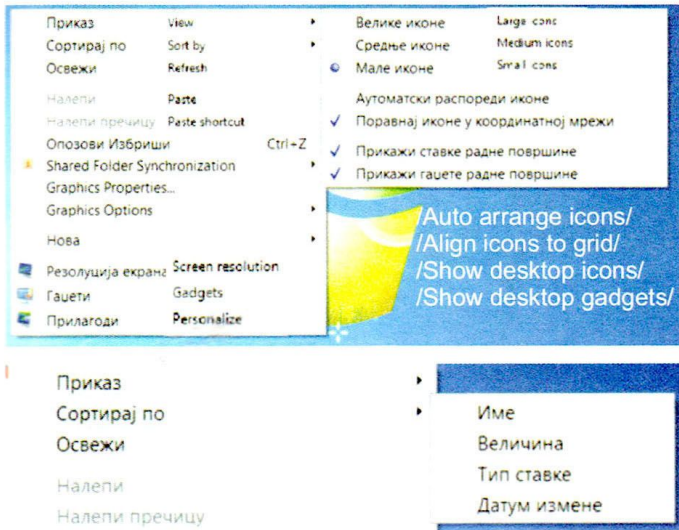 Приказ View
Сортирај по Sort by
Освежи Refresh
Налепи Paste
Налепи пречицу Paste shortcut
Опозови Избриши Ctrl+Z
Shared Folder Synchronization
Graphics Properties...
Graphics Options
Нова
Резолуција екрана Screen resolution
Гаџети Gadgets
Прилагоди Personalize
Велике иконе Large cons
Средње иконе Medium icons
Мале иконе Small cons
Аутоматски распореди иконе
Поравнај иконе у координатној мрежи
Прикажи ставке радне површине
Прикажи гаџете радне површине
/Auto arrange icons/
/Align icons to grid/
/Show desktop icons/
/Show desktop gadgets/
Приказ
Сортирај по
Освежи
Налепи
Налепи пречицу
Име
Величина
Тип ставке
Датум измене